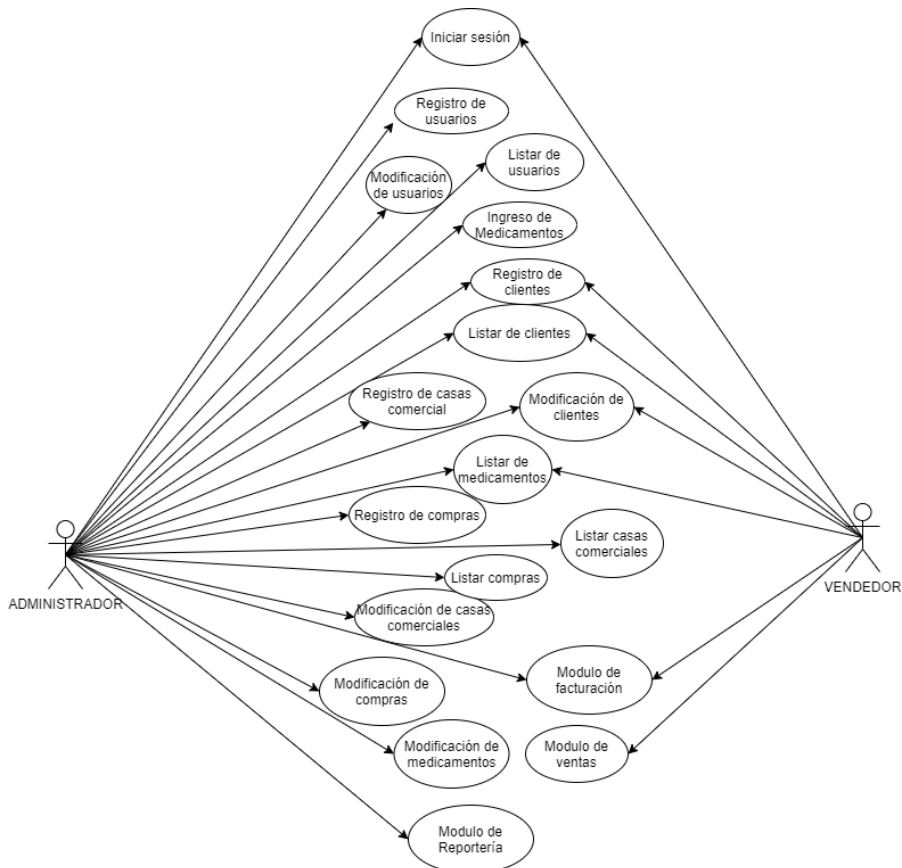 Iniciar sesión
Registro de
usuarios
Listar de
usuarios
Modificación
de usuarios
Ingreso de
Medicamentos
Registro de
clientes
Listar de clientes
Registro de casas
comercial
Modificación de
clientes
Listar de
medicamentos
Registro de compras
Listar casas
comerciales
ADMINISTRADOR
VENDEDOR
Listar compras
Modificación de casas
comerciales
Modulo de
facturación
Modificación de
compras
Modificación de
medicamentos
Modulo de
ventas
Modulo de
Reportería